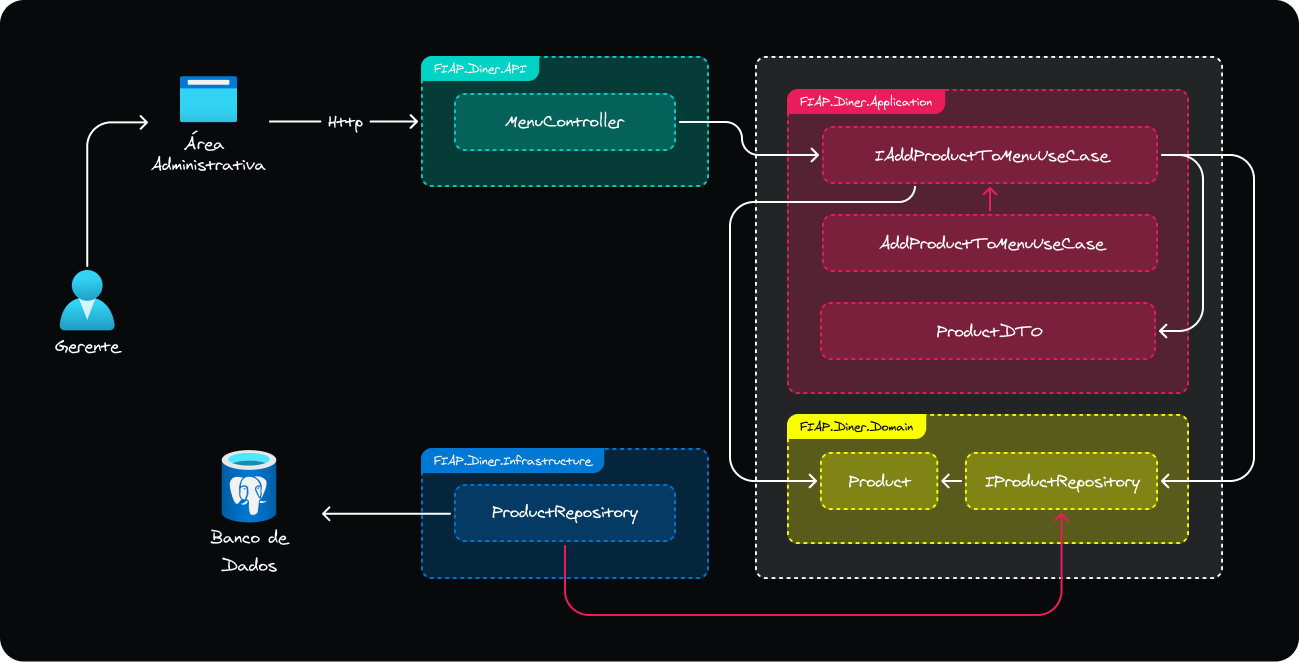 FIAP.Diner.API
MenuController
Http
Área
Administrativa
Gerente
FIAP.Diner.Application
IAddProductToMenuUseCase
AddProductToMenuUseCase
ProductDTO
FIAP.Diner.Domain
Product
IProductRepository
FIAP.Diner.Infrastructure
ProductRepository
Banco de
Dados